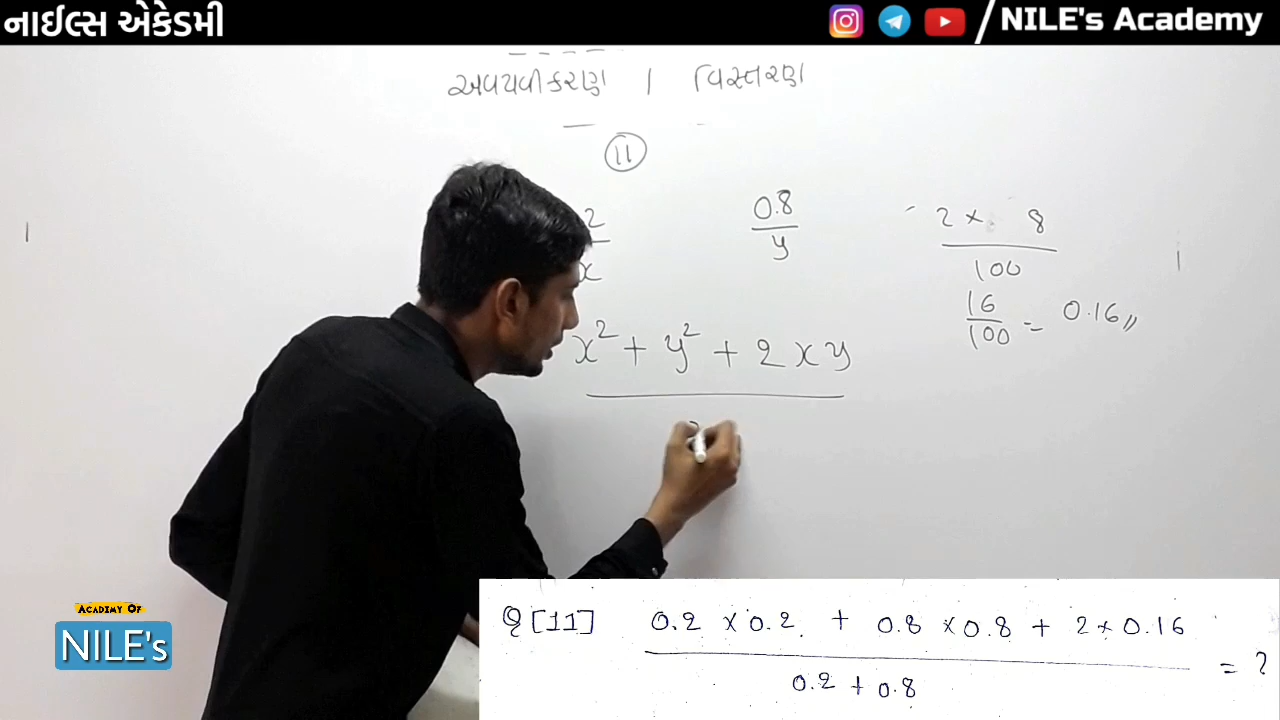 નાઈલ્સ એકેડમી
/ NILE's Academy
અવયવીકરણ | વિસ્તરણ
11
2
x
0.8
y
2 × 8
100
16
100
= 0.16
x² + y² + 2xy
ACADEMY OF
NILE's
Q [11] 0.2 × 0.2 + 0.8 × 0.8 + 2 × 0.16
= ?
0.2 + 0.8